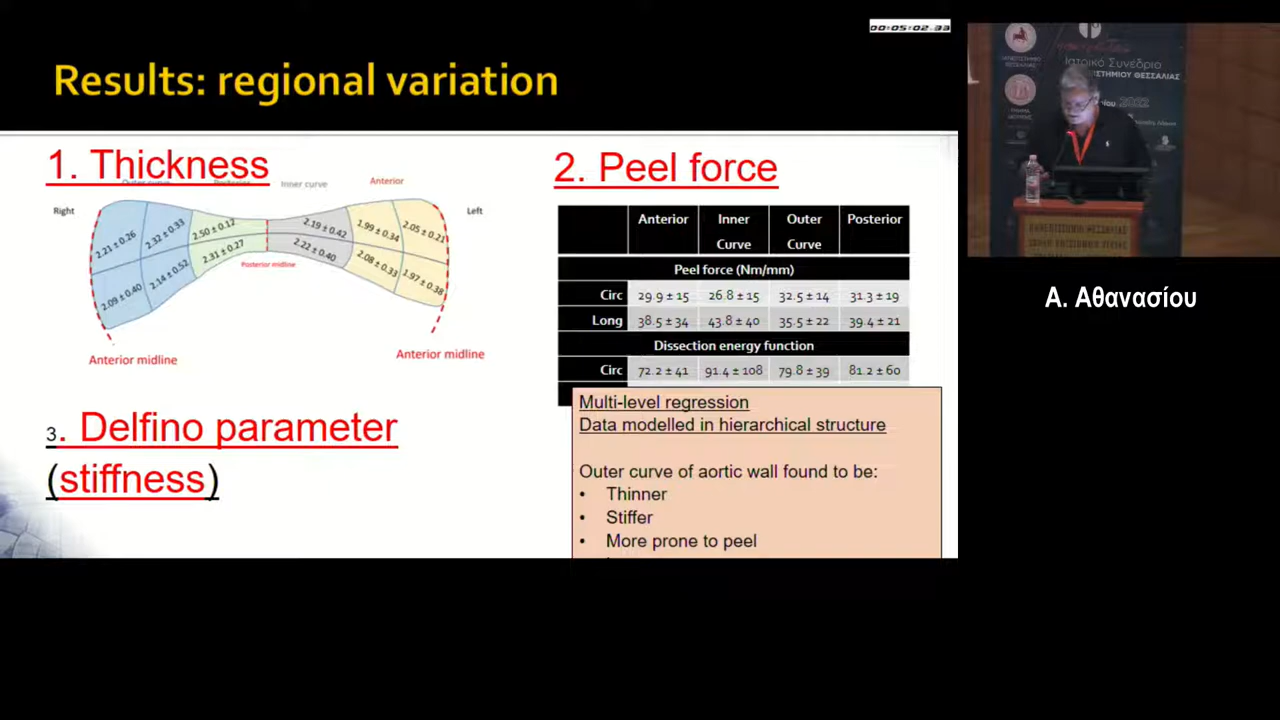 00:05:02.33
Results: regional variation
1. Thickness
Outer curve Posterior Inner curve Anterior
Right
Left
2.21 ± 0.26 2.32 ± 0.33 2.50 ± 0.12 2.19 ± 0.42 1.99 ± 0.34 2.05 ± 0.21
2.09 ± 0.40 2.14 ± 0.52 2.31 ± 0.27 2.22 ± 0.40 2.08 ± 0.33 1.97 ± 0.38
Posterior midline
Anterior midline
Anterior midline
2. Peel force
Anterior Inner Curve Outer Curve Posterior
Peel force (Nm/mm)
Circ 29.9 ± 15 26.8 ± 15 32.5 ± 14 31.3 ± 19
Long 38.5 ± 34 43.8 ± 40 35.5 ± 22 39.4 ± 21
Dissection energy function
Circ 72.2 ± 41 91.4 ± 108 79.8 ± 39 81.2 ± 60
3. Delfino parameter
(stiffness)
Multi-level regression
Data modelled in hierarchical structure
Outer curve of aortic wall found to be:
• Thinner
• Stiffer
• More prone to peel
Ιατρικό Συνέδριο
ΘΕΣΣΑΛΙΑΣ
Α. Αθανασίου